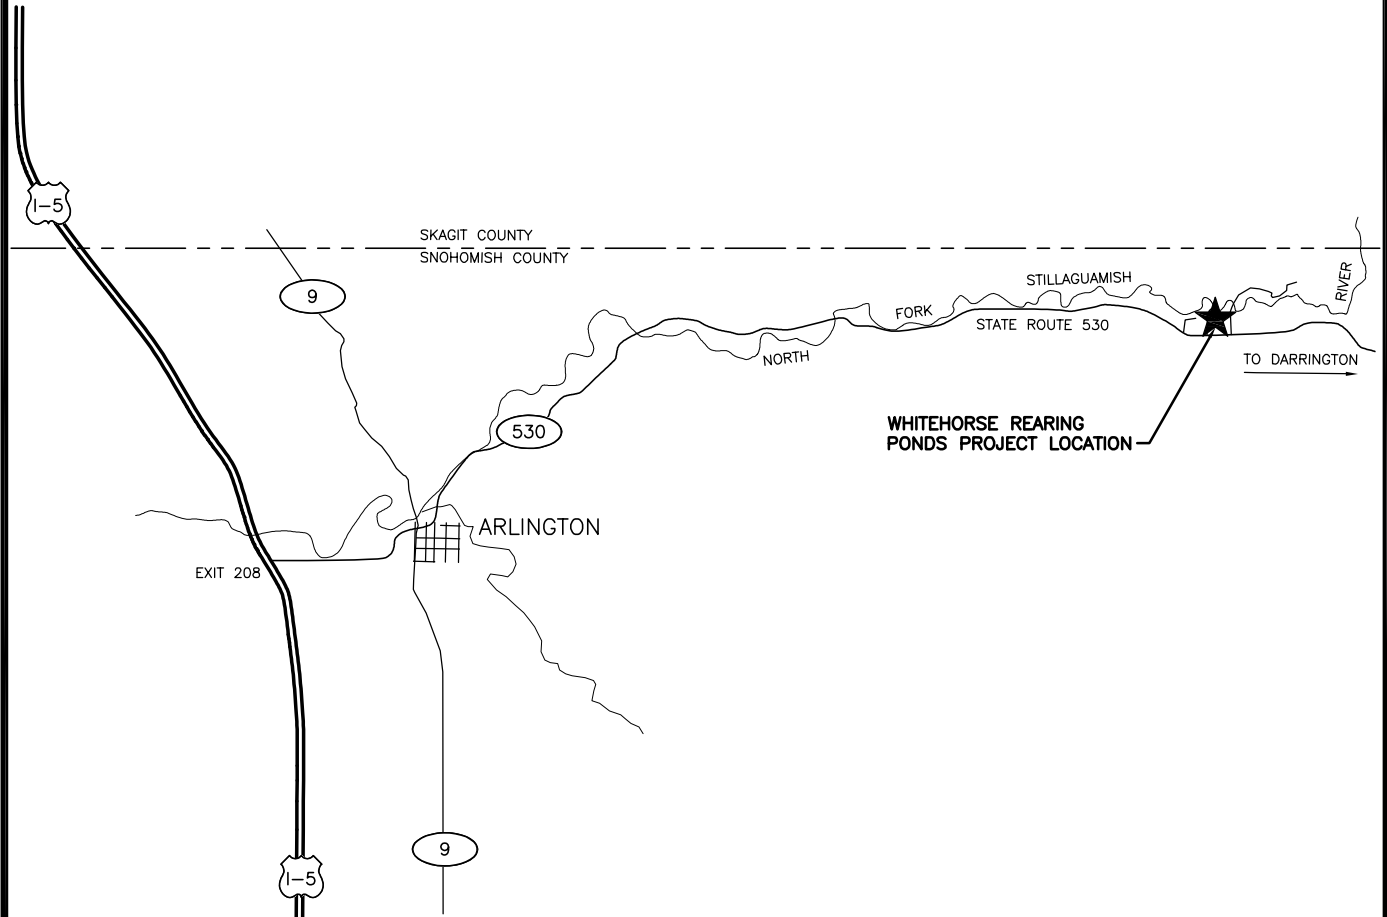 I-5
SKAGIT COUNTY
SNOHOMISH COUNTY
9
STILLAGUAMISH
RIVER
FORK
STATE ROUTE 530
NORTH
TO DARRINGTON
WHITEHORSE REARING
PONDS PROJECT LOCATION
530
ARLINGTON
EXIT 208
9
I-5